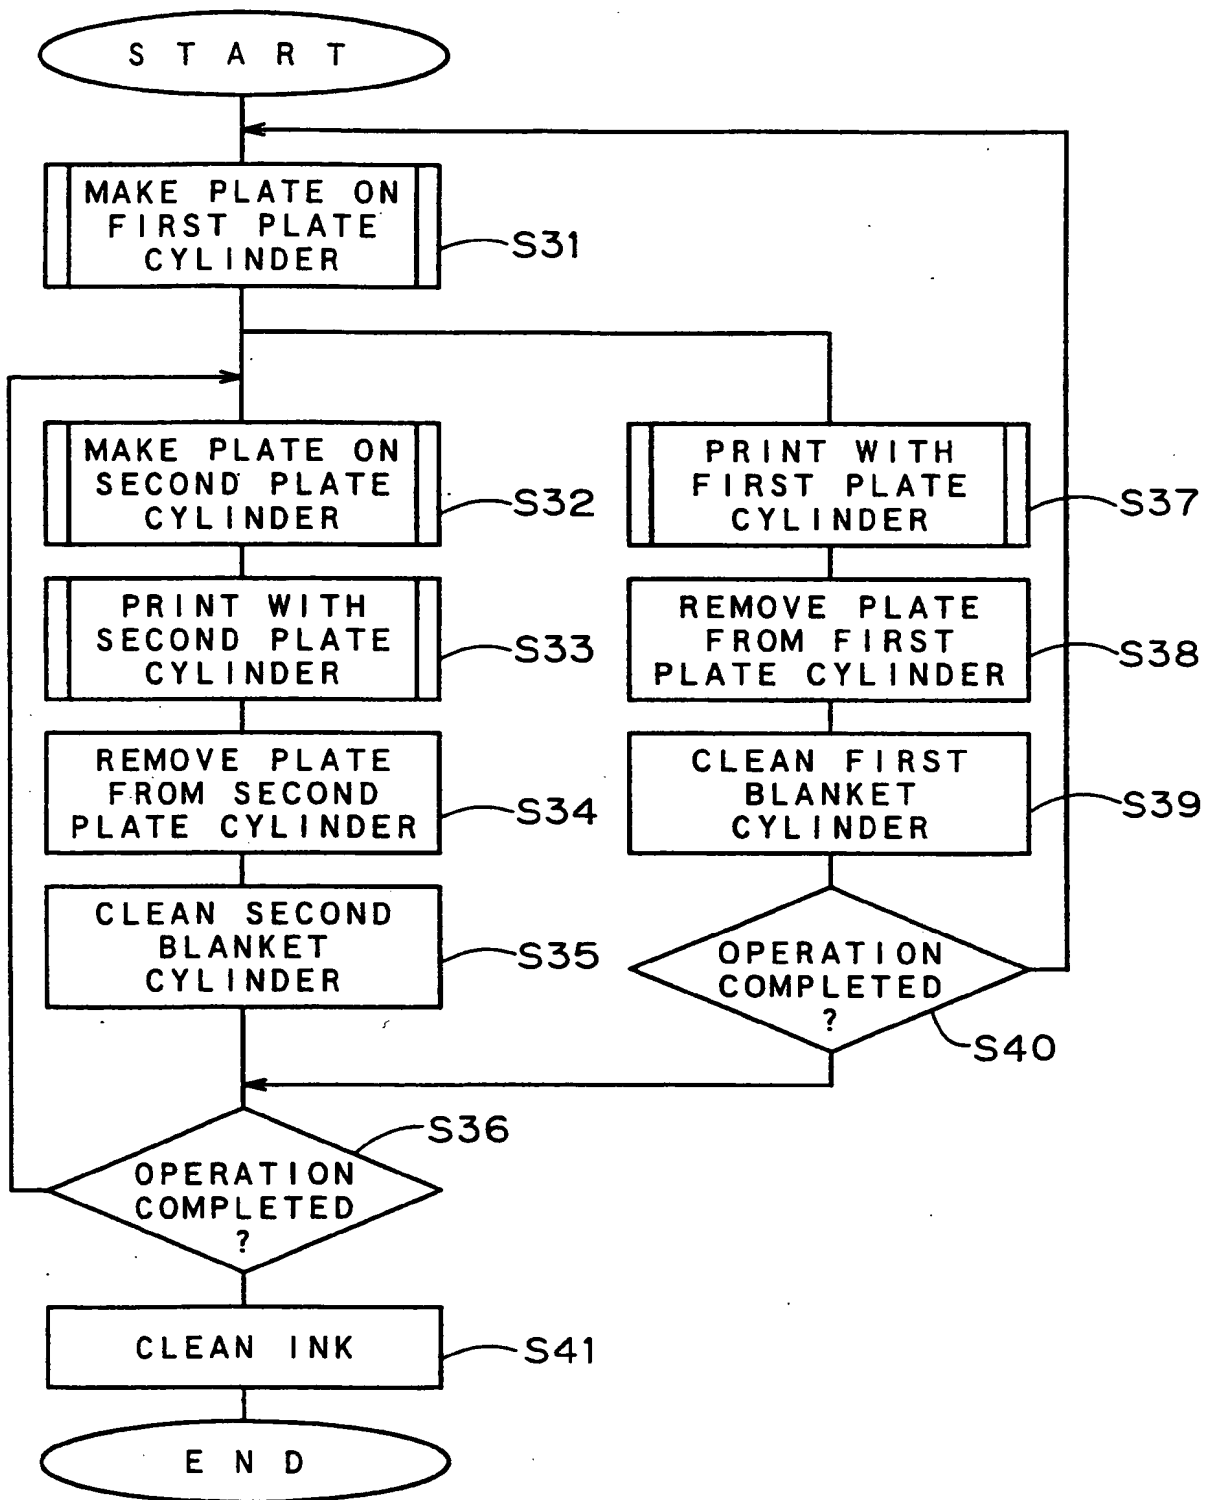 START
MAKE PLATE ON
FIRST PLATE
CYLINDER
S31
MAKE PLATE ON
SECOND PLATE
CYLINDER
S32
PRINT WITH
SECOND PLATE
CYLINDER
S33
REMOVE PLATE
FROM SECOND
PLATE CYLINDER
S34
CLEAN SECOND
BLANKET
CYLINDER
S35
PRINT WITH
FIRST PLATE
CYLINDER
S37
REMOVE PLATE
FROM FIRST
PLATE CYLINDER
S38
CLEAN FIRST
BLANKET
CYLINDER
S39
OPERATION
COMPLETED
?
S40
S36
OPERATION
COMPLETED
?
CLEAN INK
S41
END